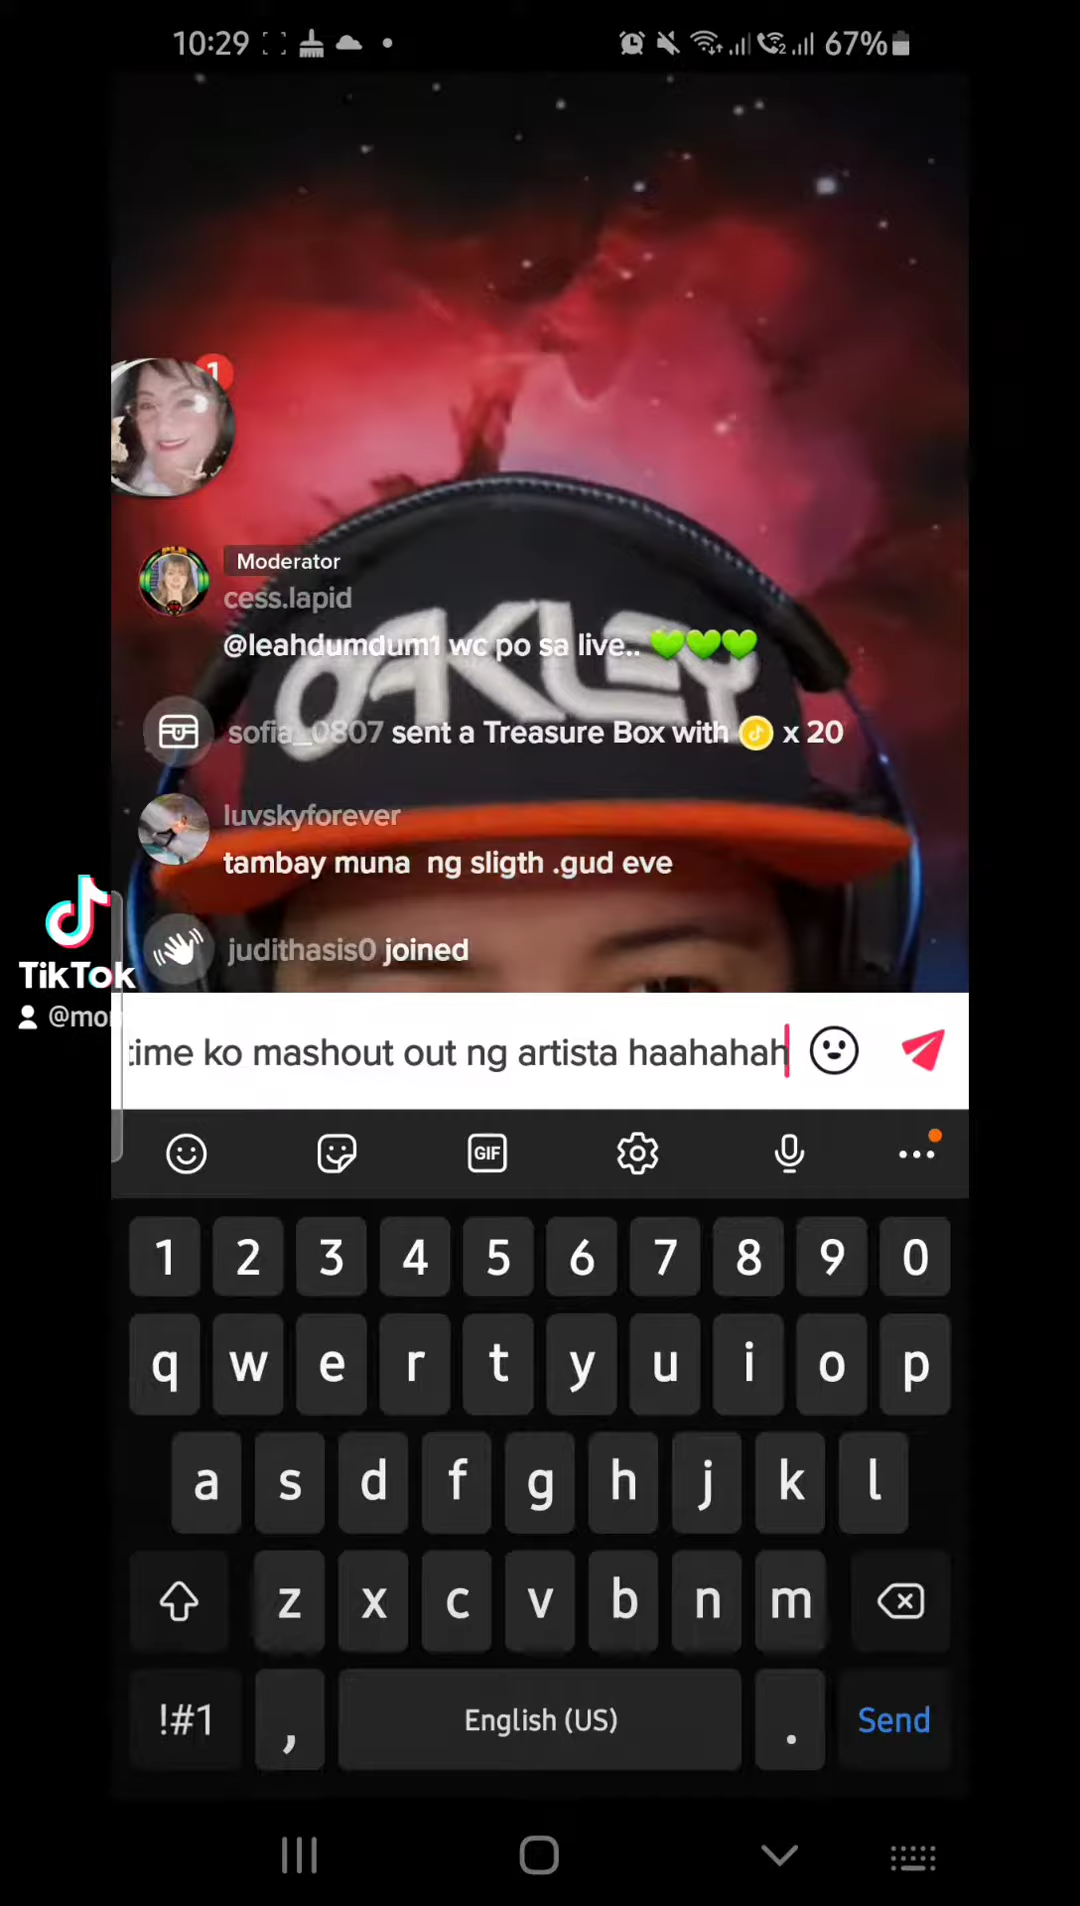 10:29
67%
1
OAKLEY
Moderator
cess.lapid
@leahdumdum1 wc po sa live.. 💚💚💚
sofia_0807 sent a Treasure Box with x 20
luvskyforever
tambay muna ng sligth .gud eve
judithasis0 joined
TikTok
@mor
time ko mashout out ng artista haahahah
GIF
1 2 3 4 5 6 7 8 9 0
q w e r t y u i o p
a s d f g h j k l
z x c v b n m
!#1 , English (US) . Send